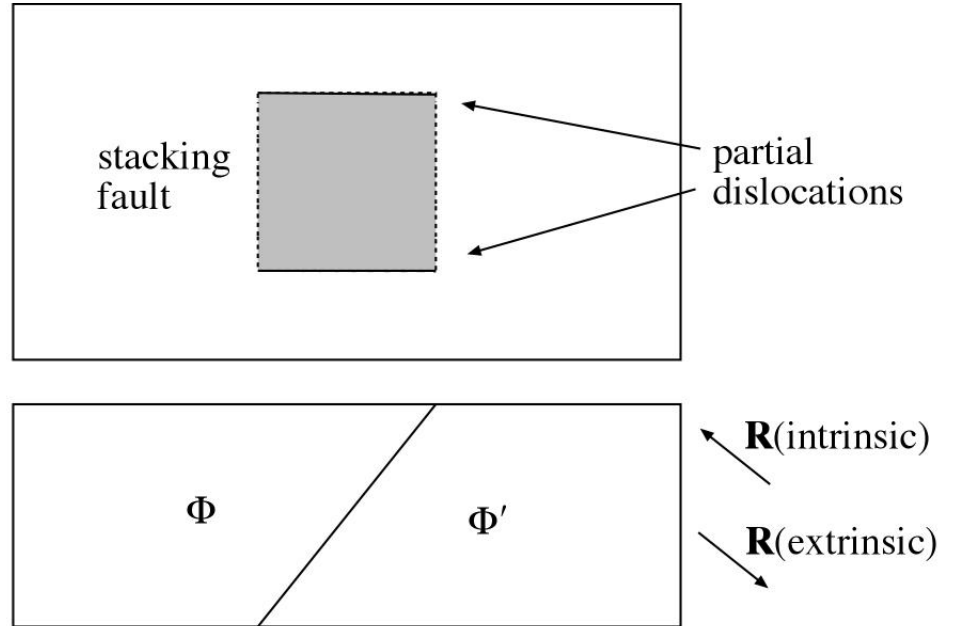 stacking
fault
partial
dislocations
R(intrinsic)
Φ
Φ′
R(extrinsic)